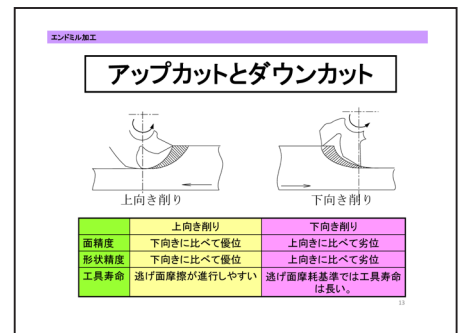 エンドミル加工
アップカットとダウンカット
上向き削り 下向き削り
上向き削り 下向き削り
面精度 下向きに比べて優位 上向きに比べて劣位
形状精度 下向きに比べて優位 上向きに比べて劣位
工具寿命 逃げ面摩擦が進行しやすい 逃げ面摩耗基準では工具寿命
は長い。
15